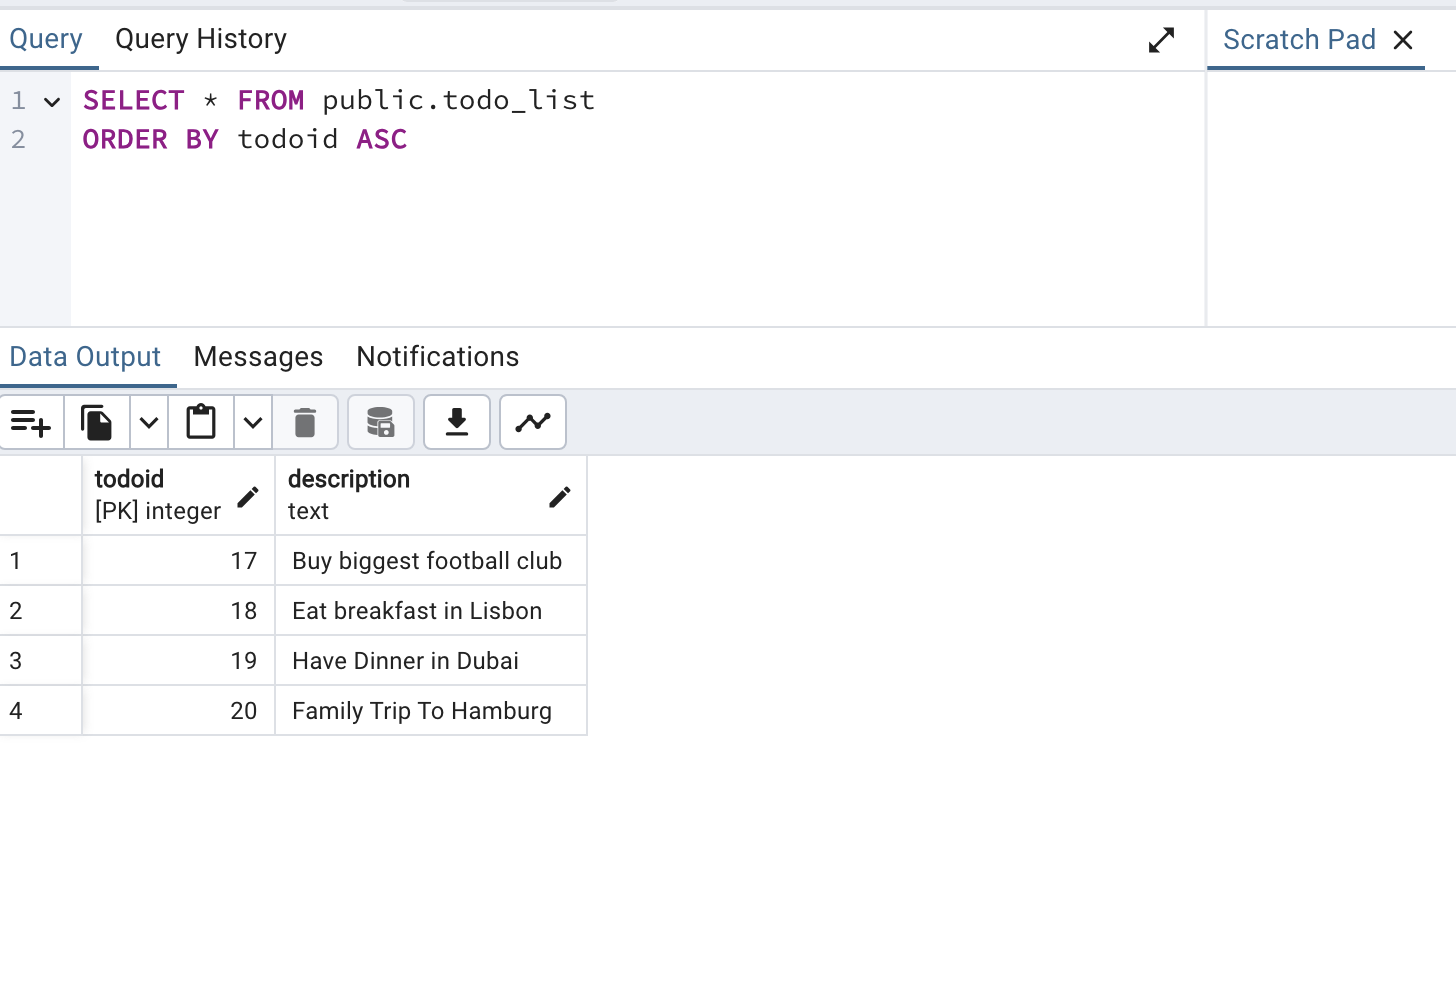 Query Query History Scratch Pad
1 SELECT * FROM public.todo_list
2 ORDER BY todoid ASC
Data Output Messages Notifications
todoid description
[PK] integer text
1 17 Buy biggest football club
2 18 Eat breakfast in Lisbon
3 19 Have Dinner in Dubai
4 20 Family Trip To Hamburg